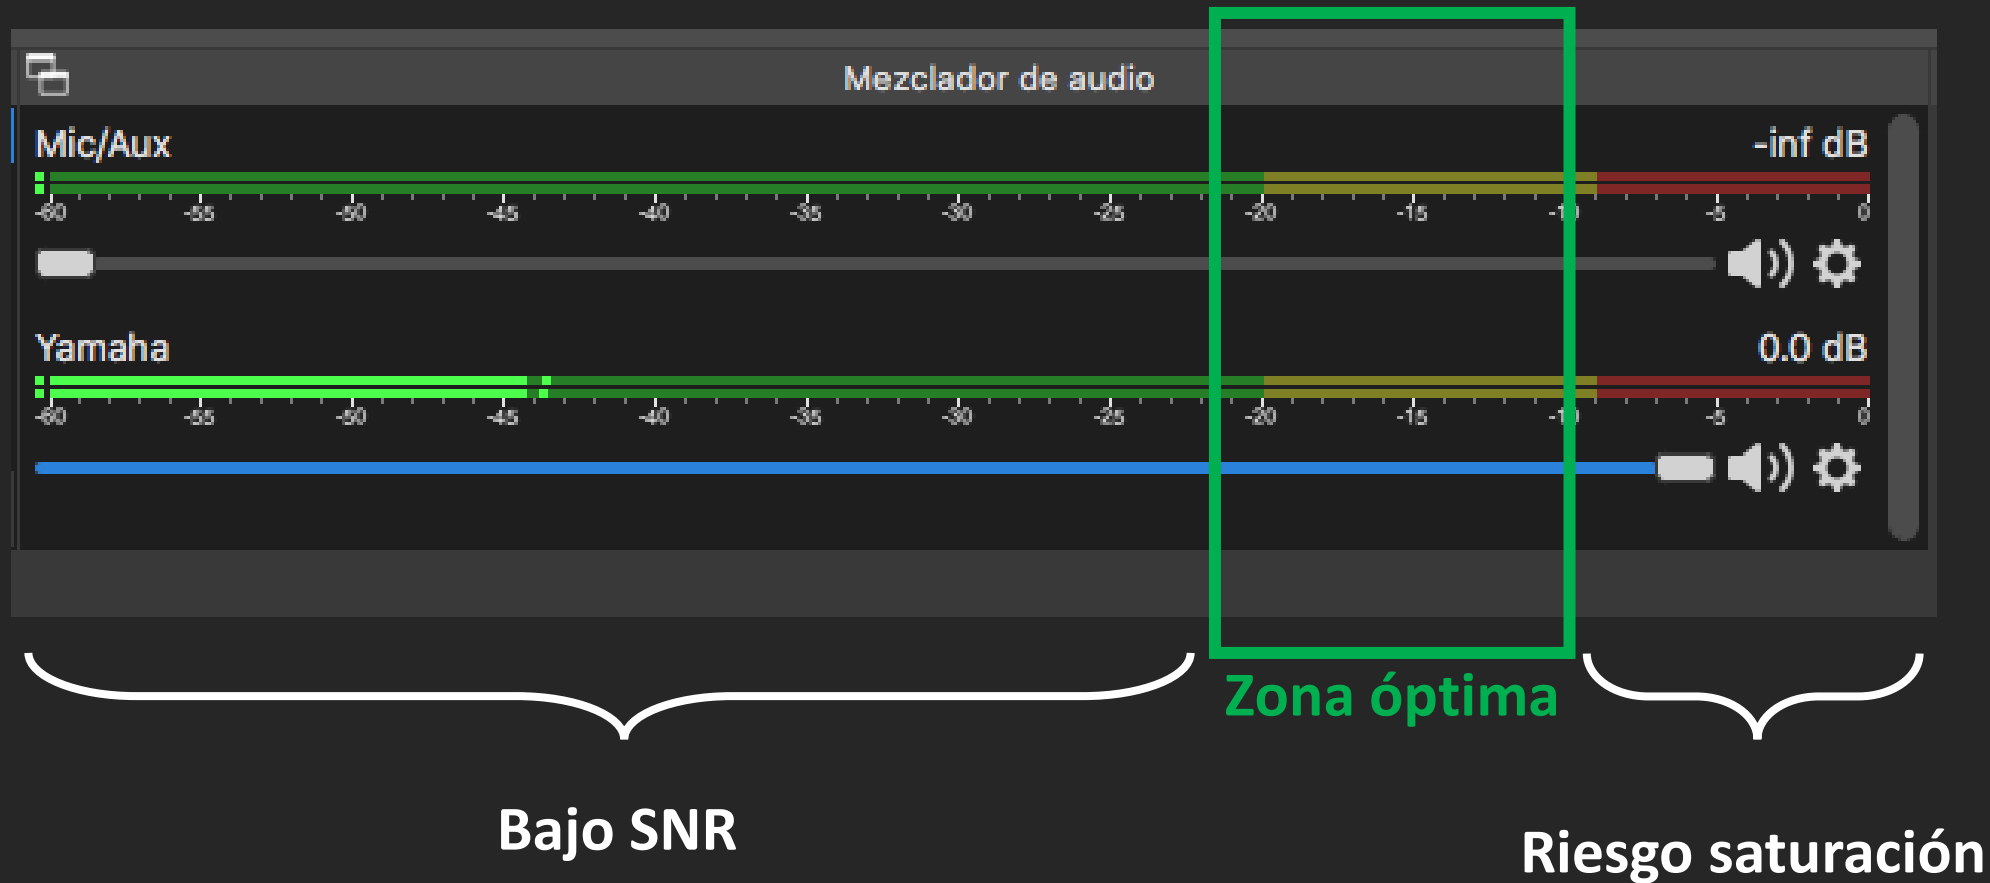 Mezclador de audio
Mic/Aux -inf dB
-60 -55 -50 -45 -40 -35 -30 -25 -20 -15 -10 -5 0
Yamaha 0.0 dB
-60 -55 -50 -45 -40 -35 -30 -25 -20 -15 -10 -5 0
Zona óptima
Bajo SNR
Riesgo saturación